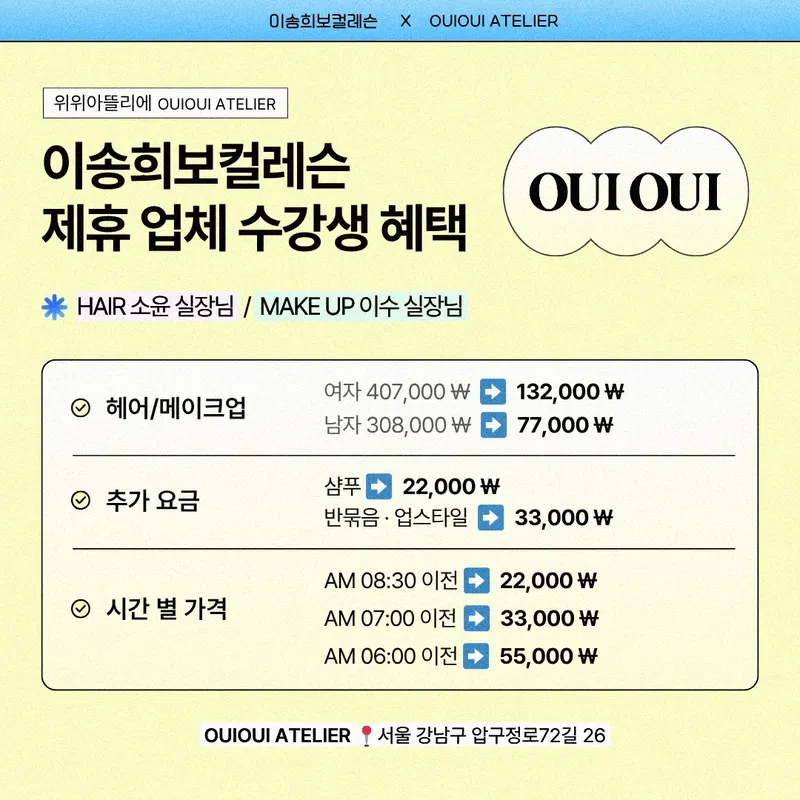 이송희보컬레슨 X OUIOUI ATELIER
위위아뜰리에 OUIOUI ATELIER
이송희보컬레슨
제휴 업체 수강생 혜택
OUI OUI
HAIR 소윤 실장님 / MAKE UP 이수 실장님
헤어/메이크업
여자 407,000 ₩ ➡ 132,000 ₩
남자 308,000 ₩ ➡ 77,000 ₩
추가 요금
샴푸 ➡ 22,000 ₩
반묶음 · 업스타일 ➡ 33,000 ₩
시간 별 가격
AM 08:30 이전 ➡ 22,000 ₩
AM 07:00 이전 ➡ 33,000 ₩
AM 06:00 이전 ➡ 55,000 ₩
OUIOUI ATELIER 📍서울 강남구 압구정로72길 26